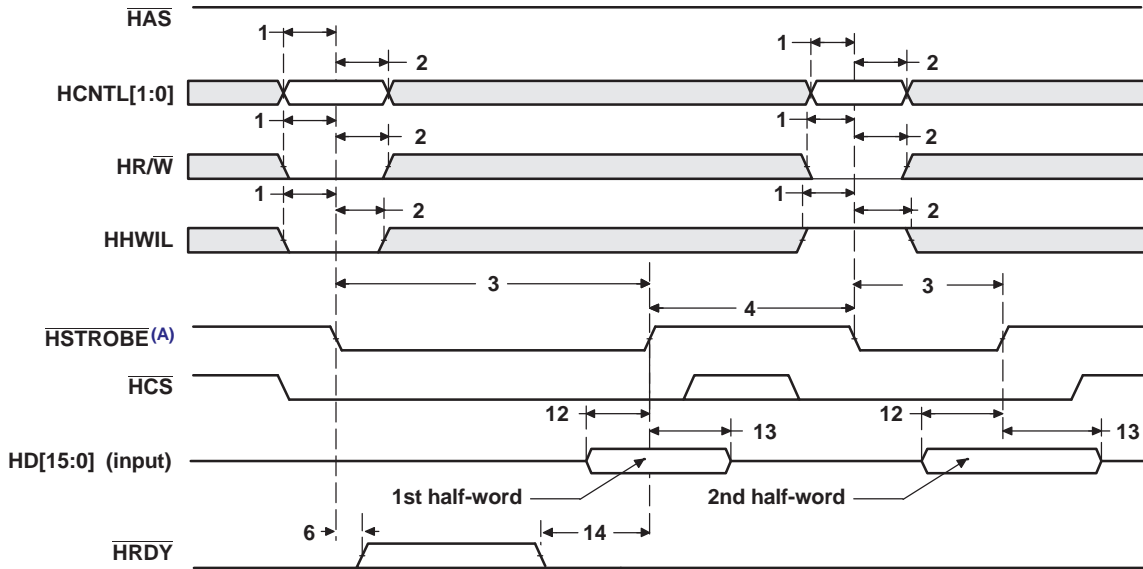 HAS
1
2
1
2
HCNTL[1:0]
1
2
1
2
HR/W
1
2
1
2
HHWIL
3
4
3
HSTROBE(A)
HCS
12
13
12
13
HD[15:0] (input)
1st half-word
2nd half-word
6
14
HRDY